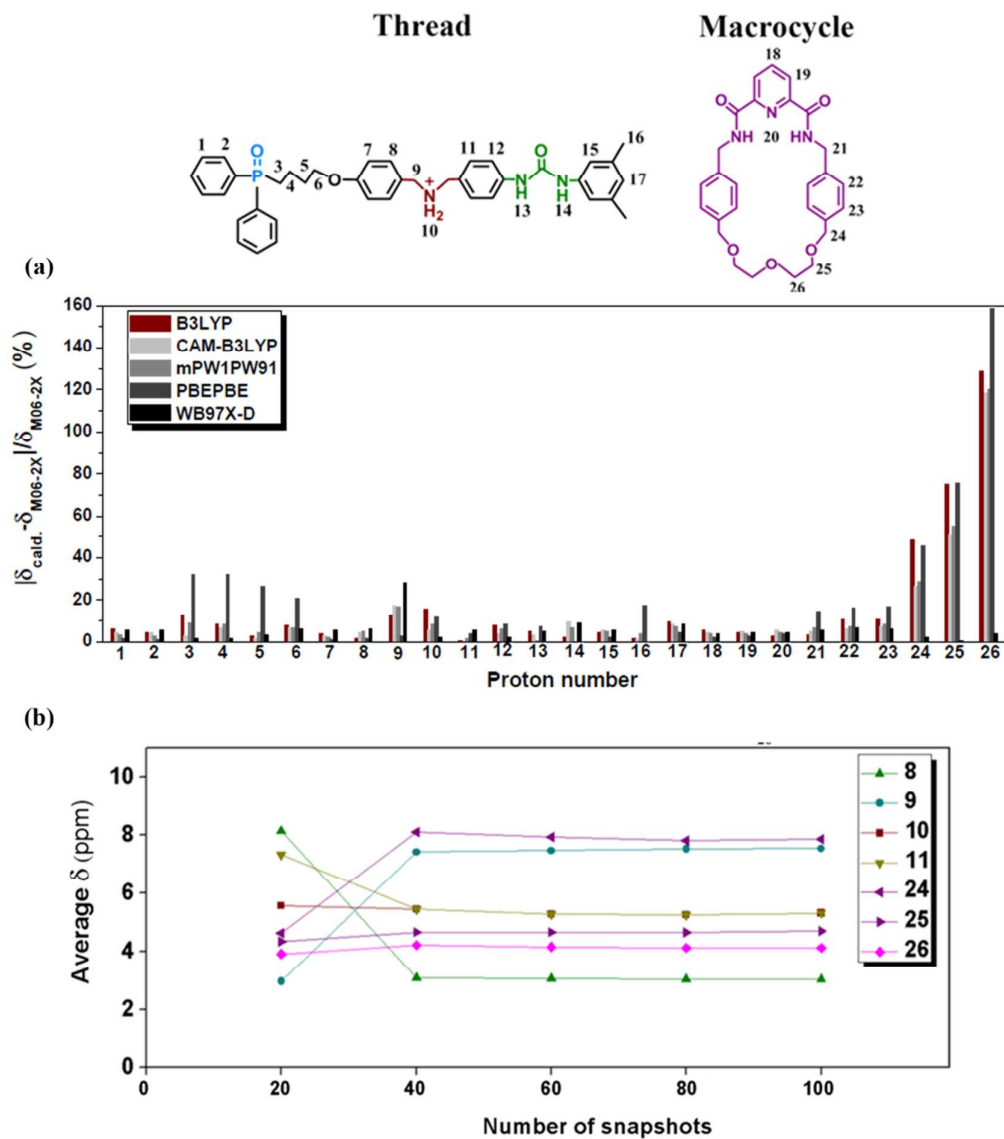 Thread Macrocycle
18
19
O N O
NH 20 HN
21
22
23
24
O O
O 25
26
1 2 O P 3 4 5 6 O 7 8 9 N + H2 10 11 12 NH 13 O NH 14 15 16 17
(a)
|δcald.-δM06-2X|/δM06-2X (%)
160
140
120
100
80
60
40
20
0
B3LYP
CAM-B3LYP
mPW1PW91
PBEPBE
WB97X-D
1 2 3 4 5 6 7 8 9 10 11 12 13 14 15 16 17 18 19 20 21 22 23 24 25 26
Proton number
(b)
Average δ (ppm)
10
8
6
4
2
0
8
9
10
11
24
25
26
0 20 40 60 80 100
Number of snapshots